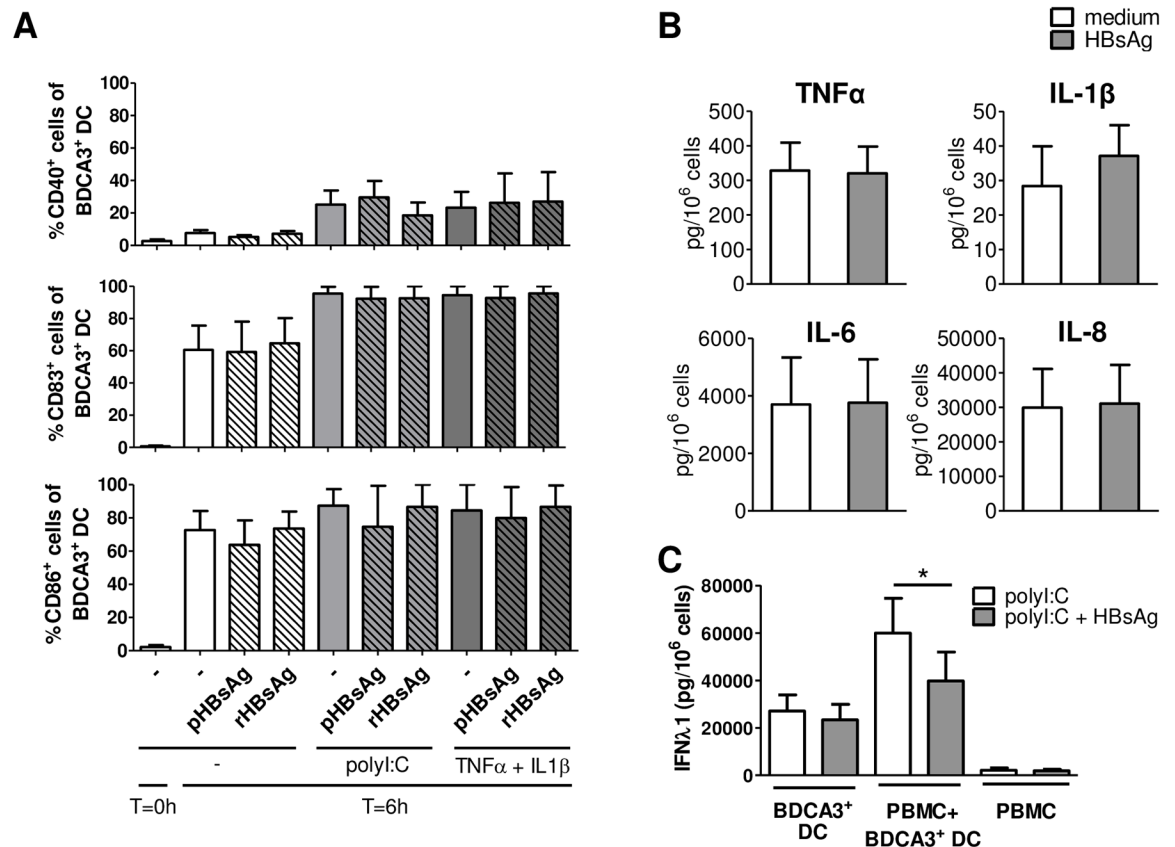 A
%CD40+ cells of
BDCA3+ DC
100
80
60
40
20
0
%CD83+ cells of
BDCA3+ DC
100
80
60
40
20
0
%CD86+ cells of
BDCA3+ DC
100
80
60
40
20
0
- - pHBsAg rHBsAg - pHBsAg rHBsAg - pHBsAg rHBsAg
- polyI:C TNFα + IL1β
T=0h T=6h
B
medium
HBsAg
TNFα
pg/10⁶ cells
500
400
300
200
100
0
IL-1β
pg/10⁶ cells
50
40
30
20
10
0
IL-6
pg/10⁶ cells
6000
4000
2000
0
IL-8
pg/10⁶ cells
50000
40000
30000
20000
10000
0
C
IFNλ1 (pg/10⁶ cells)
80000
60000
40000
20000
0
*
polyI:C
polyI:C + HBsAg
BDCA3+
DC
PBMC+
BDCA3+ DC
PBMC